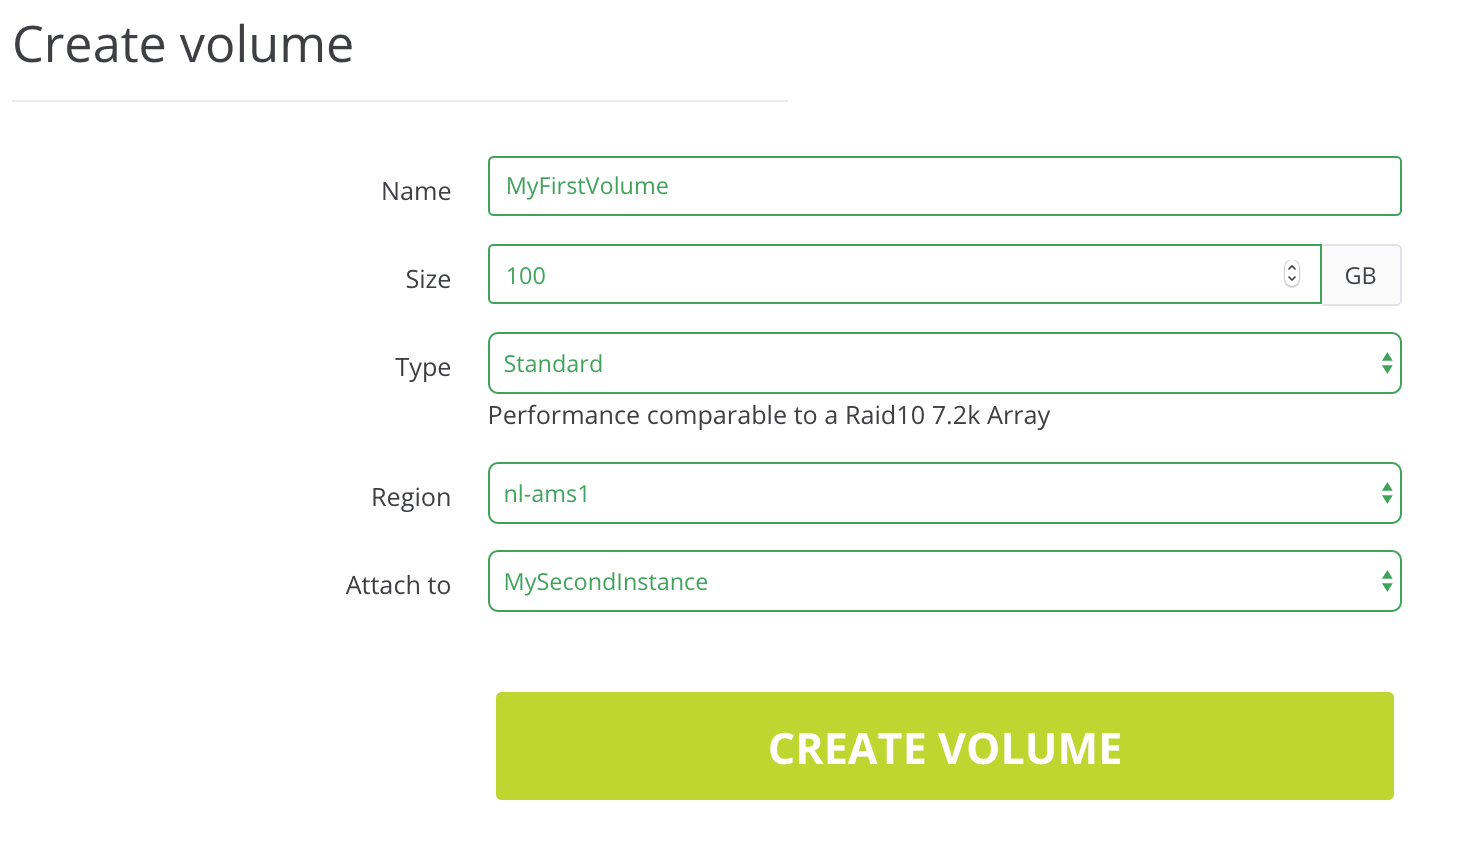 Create volume
Name MyFirstVolume
Size 100 GB
Type Standard
Performance comparable to a Raid10 7.2k Array
Region nl-ams1
Attach to MySecondInstance
CREATE VOLUME